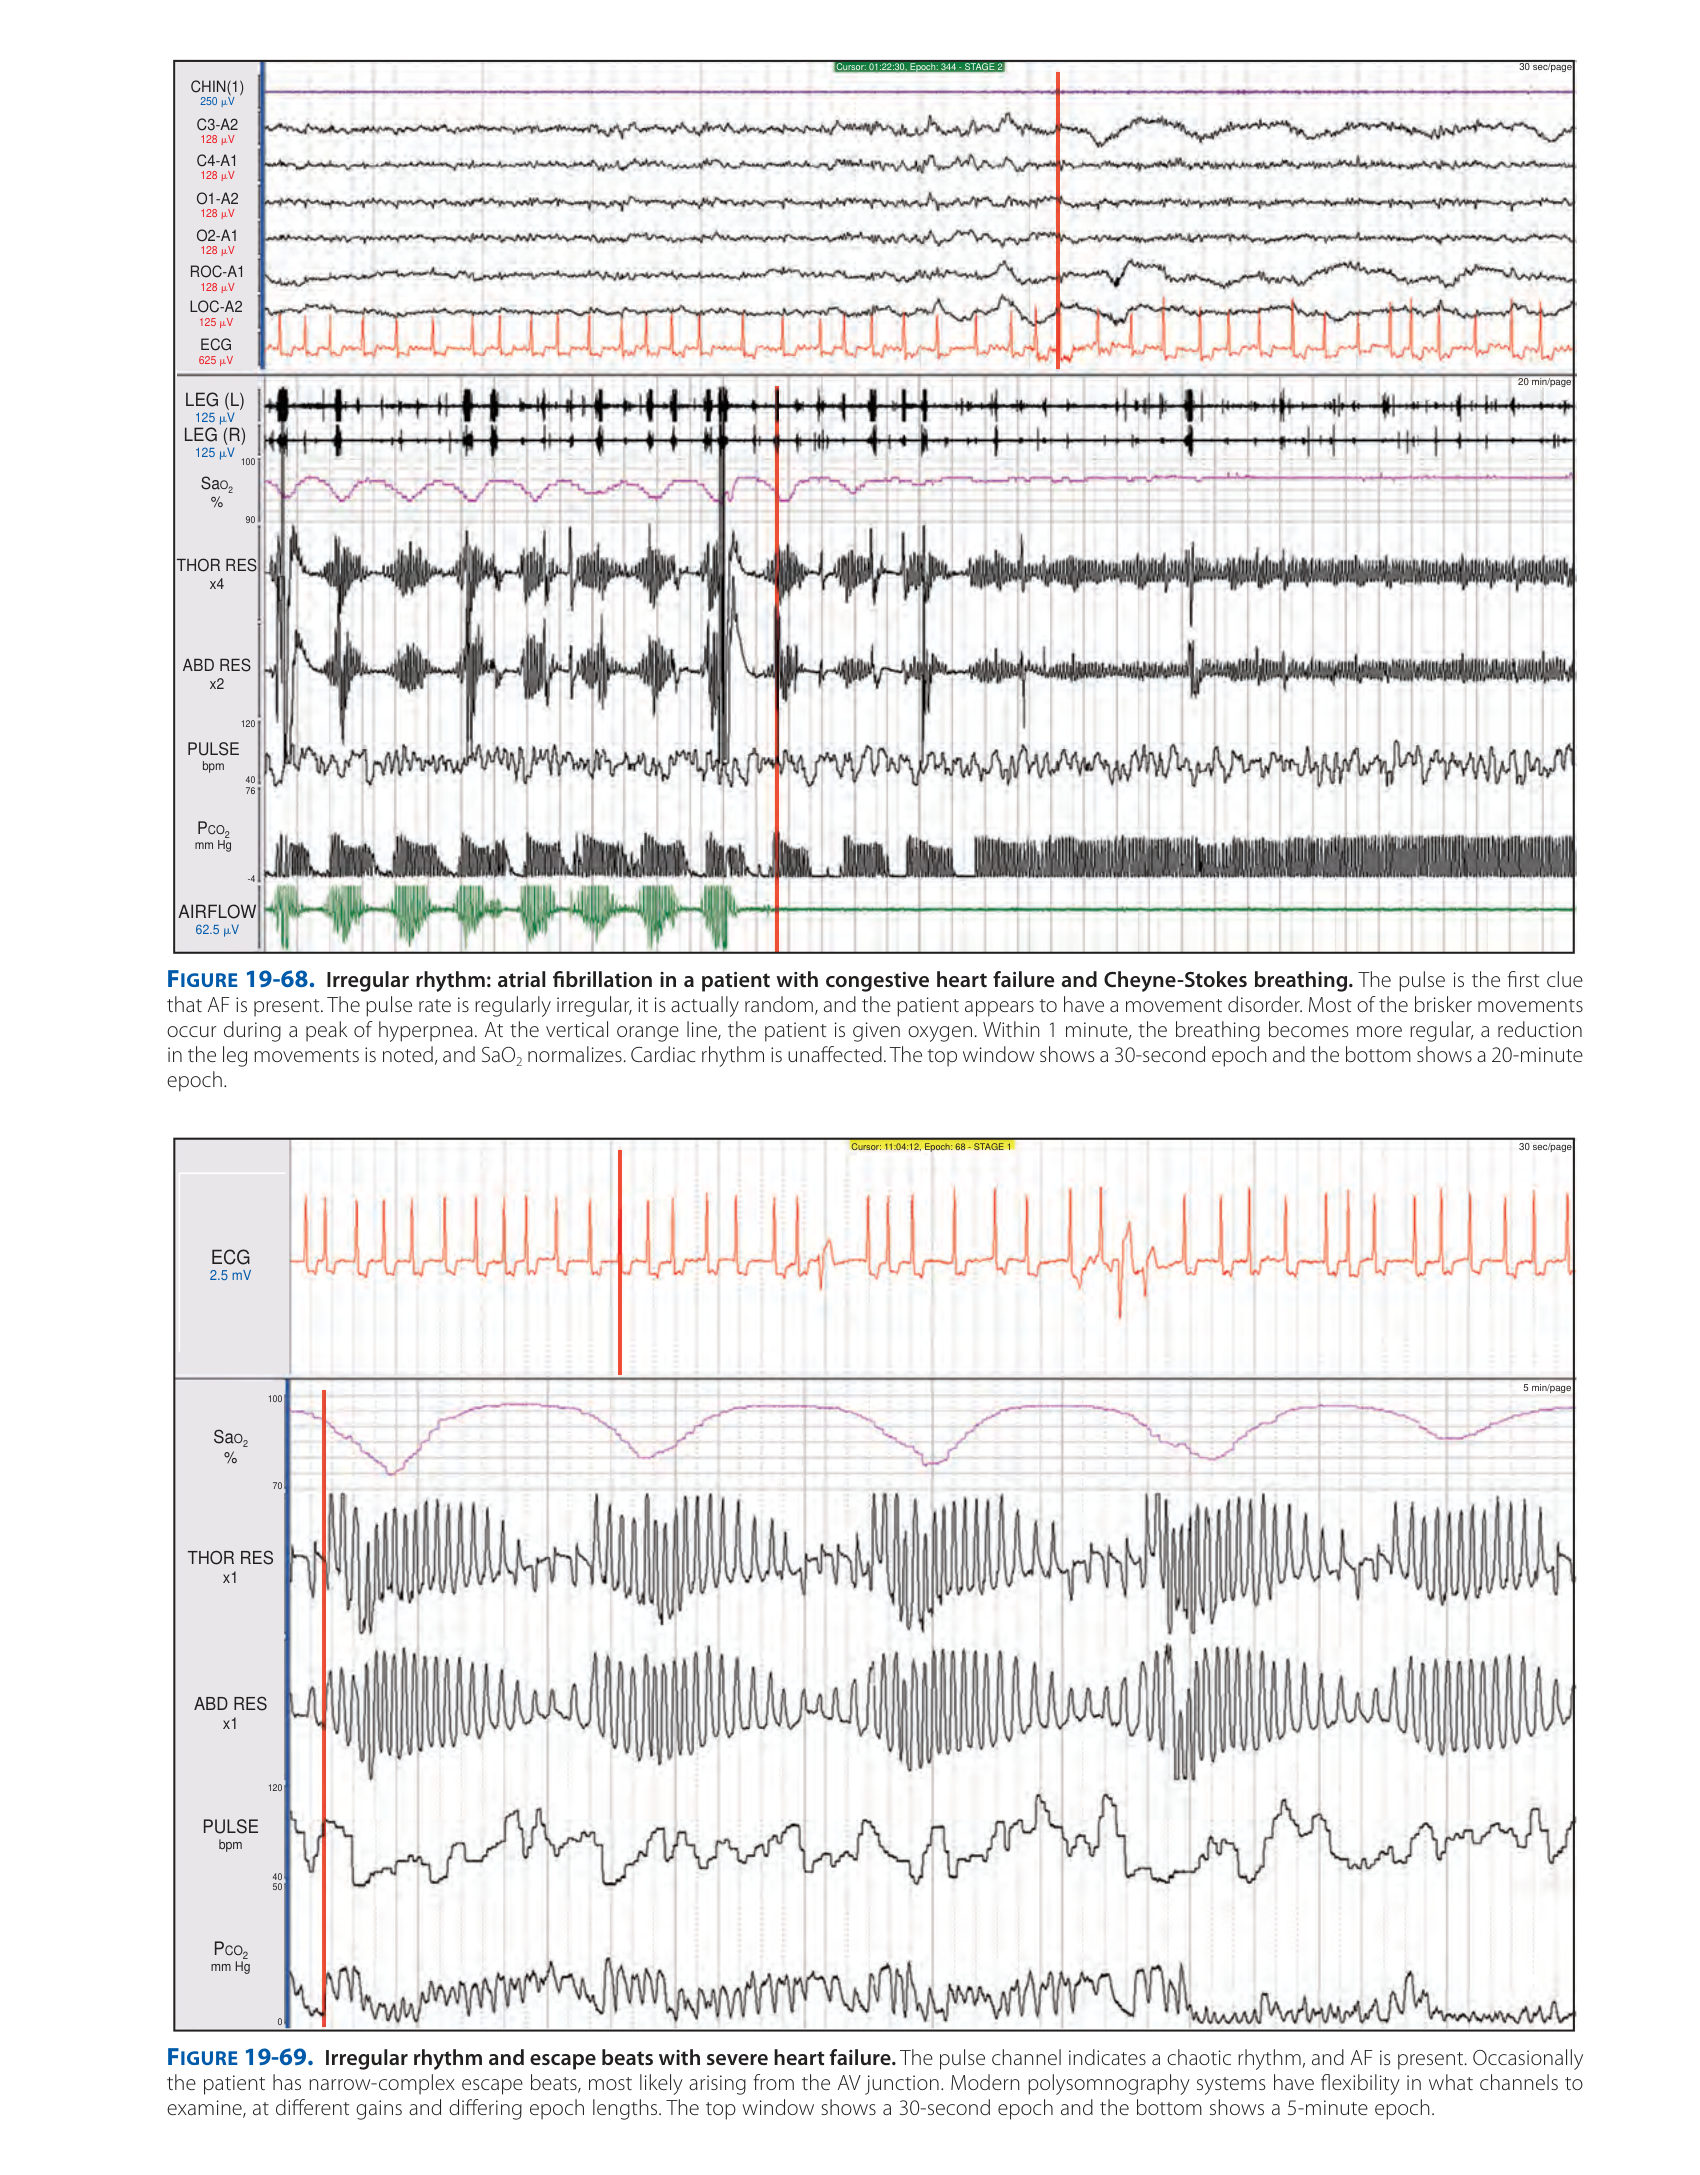 Cursor: 01:22:30, Epoch: 344 - STAGE 2
30 sec/page
CHIN(1)
250 µV
C3-A2
128 µV
C4-A1
128 µV
O1-A2
128 µV
O2-A1
128 µV
ROC-A1
128 µV
LOC-A2
125 µV
ECG
625 µV
20 min/page
LEG (L)
125 µV
LEG (R)
125 µV
100
SaO₂
%
90
THOR RES
x4
ABD RES
x2
120
PULSE
bpm
40
76
PCO₂
mm Hg
-4
AIRFLOW
62.5 µV
FIGURE 19-68. Irregular rhythm: atrial fibrillation in a patient with congestive heart failure and Cheyne-Stokes breathing. The pulse is the first clue
that AF is present. The pulse rate is regularly irregular, it is actually random, and the patient appears to have a movement disorder. Most of the brisker movements
occur during a peak of hyperpnea. At the vertical orange line, the patient is given oxygen. Within 1 minute, the breathing becomes more regular, a reduction
in the leg movements is noted, and SaO₂ normalizes. Cardiac rhythm is unaffected. The top window shows a 30-second epoch and the bottom shows a 20-minute
epoch.
Cursor: 11:04:12, Epoch: 68 - STAGE 1
30 sec/page
ECG
2.5 mV
5 min/page
100
SaO₂
%
70
THOR RES
x1
ABD RES
x1
120
PULSE
bpm
40
50
PCO₂
mm Hg
0
FIGURE 19-69. Irregular rhythm and escape beats with severe heart failure. The pulse channel indicates a chaotic rhythm, and AF is present. Occasionally
the patient has narrow-complex escape beats, most likely arising from the AV junction. Modern polysomnography systems have flexibility in what channels to
examine, at different gains and differing epoch lengths. The top window shows a 30-second epoch and the bottom shows a 5-minute epoch.